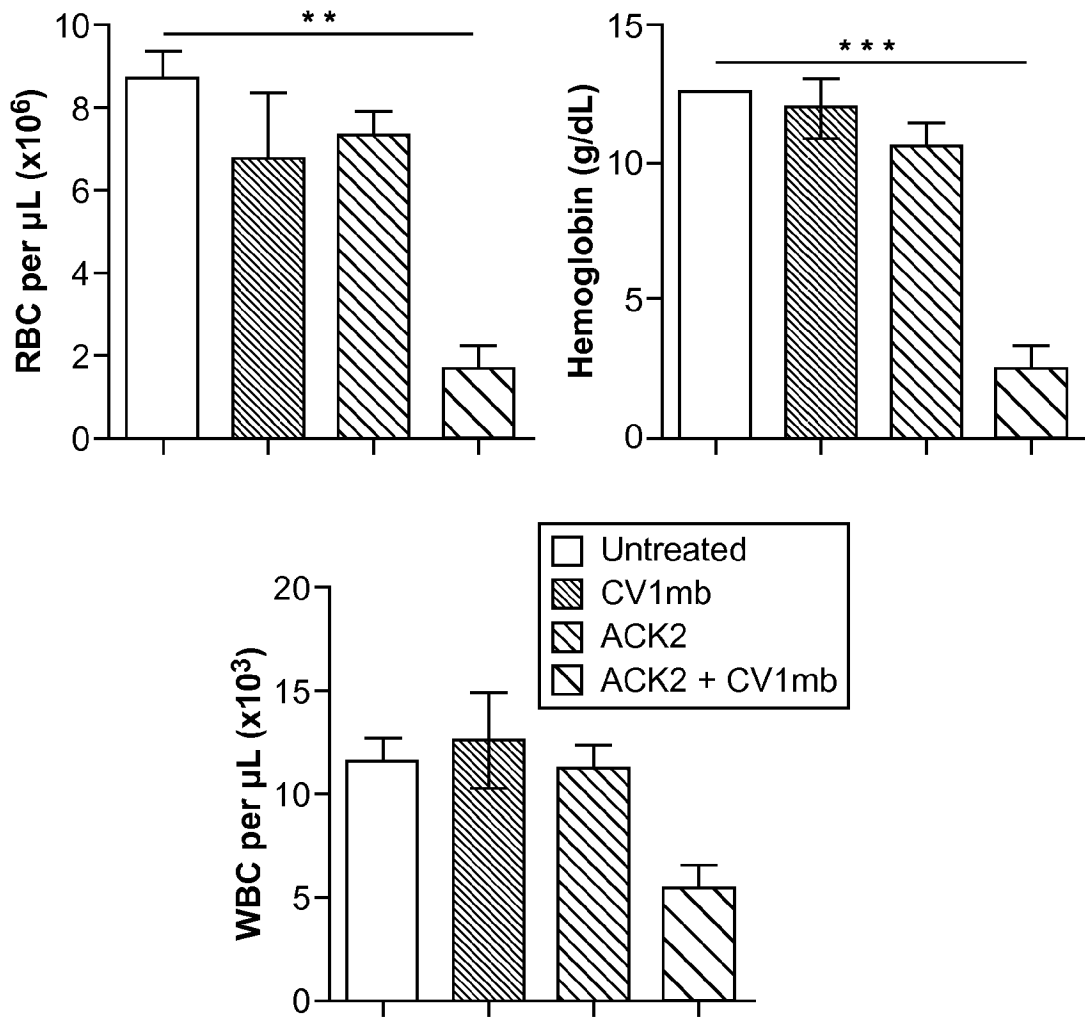 RBC per µL (x10⁶)
10
8
6
4
2
0
* *
Hemoglobin (g/dL)
15
10
5
0
* * *
Untreated
CV1mb
ACK2
ACK2 + CV1mb
WBC per µL (x10³)
20
15
10
5
0